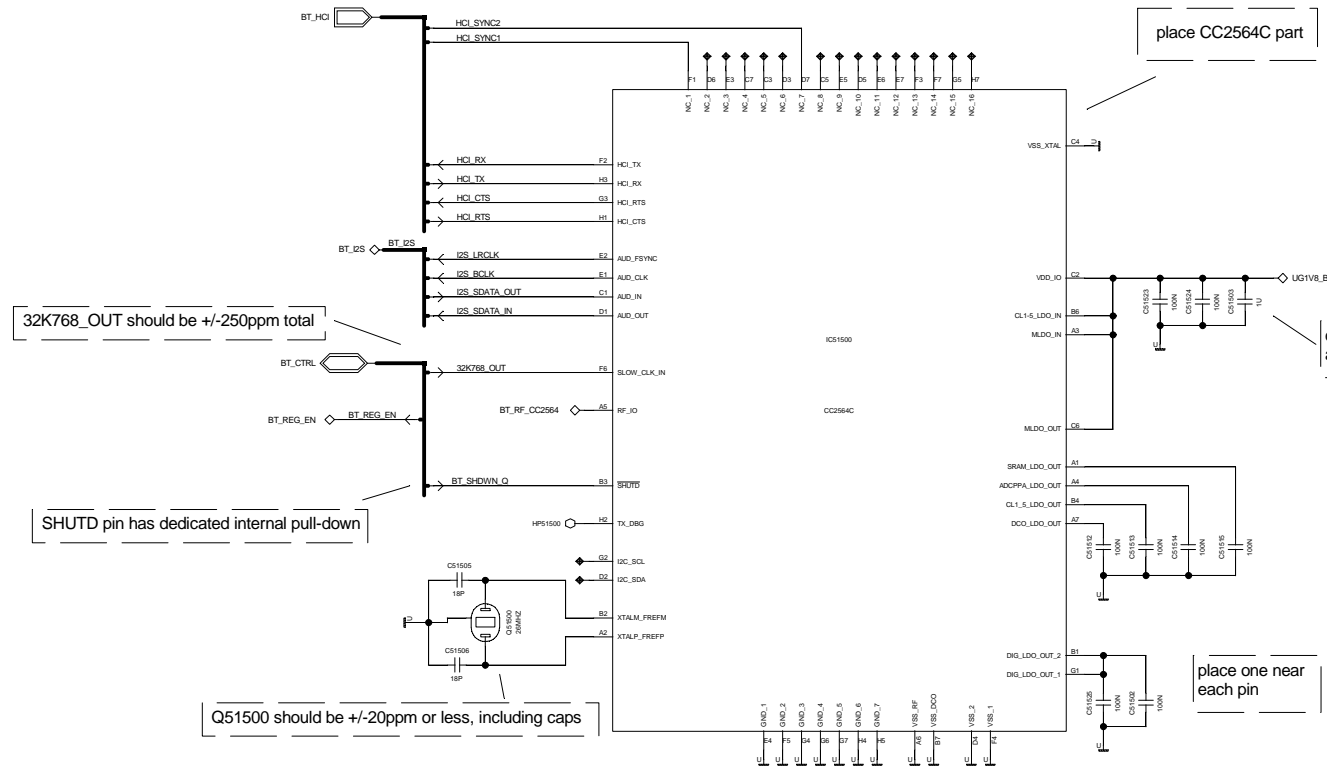 BT_HCI
HCI_SYNC2
HCI_SYNC1
place CC2564C part
F1 D6 E3 C7 C3 D3 D7 C5 E5 D5 E6 E7 F3 F7 G5 H7
NC_1 NC_2 NC_3 NC_4 NC_5 NC_6 NC_7 NC_8 NC_9 NC_10 NC_11 NC_12 NC_13 NC_14 NC_15 NC_16
VSS_XTAL C4 U
HCI_RX F2 HCI_TX
HCI_TX H3 HCI_RX
HCI_CTS G3 HCI_RTS
HCI_RTS H1 HCI_CTS
BT_I2S BT_I2S
I2S_LRCLK E2 AUD_FSYNC
I2S_BCLK E1 AUD_CLK
I2S_SDATA_OUT C1 AUD_IN
I2S_SDATA_IN D1 AUD_OUT
VDD_IO C2
UG1V8_B
CL1-5_LDO_IN B6
MLDO_IN A3
C51523 100N
C51524 100N
C51503 1U
U
32K768_OUT should be +/-250ppm total
IC51500
CC2564C
BT_CTRL
32K768_OUT F6 SLOW_CLK_IN
BT_RF_CC2564 A5 RF_IO
BT_REG_EN BT_REG_EN
MLDO_OUT C6
SRAM_LDO_OUT A1
ADCPPA_LDO_OUT A4
CL1_5_LDO_OUT B4
DCO_LDO_OUT A7
BT_SHDWN_Q B3 SHUTD
SHUTD pin has dedicated internal pull-down
HP51500 H2 TX_DBG
C51512 100N
C51513 100N
C51514 100N
C51515 100N
U
G2 I2C_SCL
D2 I2C_SDA
C51505
18P
U
Q51500
26MHZ
C51506
18P
B2 XTALM_FREFM
A2 XTALP_FREFP
DIG_LDO_OUT_2 B1
DIG_LDO_OUT_1 G1
C51525 100N
C51502 100N
U
place one near
each pin
Q51500 should be +/-20ppm or less, including caps
GND_1 GND_2 GND_3 GND_4 GND_5 GND_6 GND_7 VSS_RF VSS_DCO VSS_2 VSS_1
E4 F5 G4 G6 G7 H4 H5 A6 B7 D4 F4
U U U U U U U U U U U